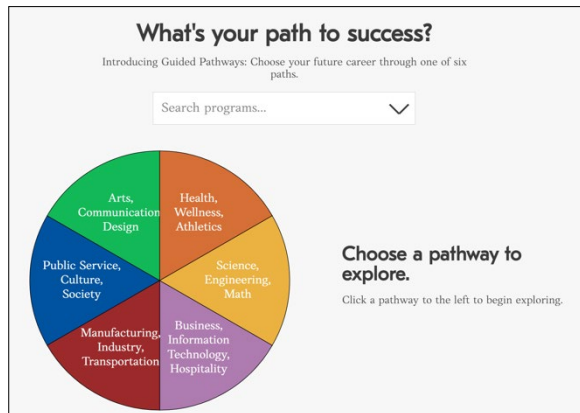 What's your path to success?
Introducing Guided Pathways: Choose your future career through one of six
paths.
Search programs...
Arts,
Communication
Design
Health,
Wellness,
Athletics
Public Service,
Culture,
Society
Science,
Engineering,
Math
Manufacturing,
Industry,
Transportation
Business,
Information
Technology,
Hospitality
Choose a pathway to
explore.
Click a pathway to the left to begin exploring.